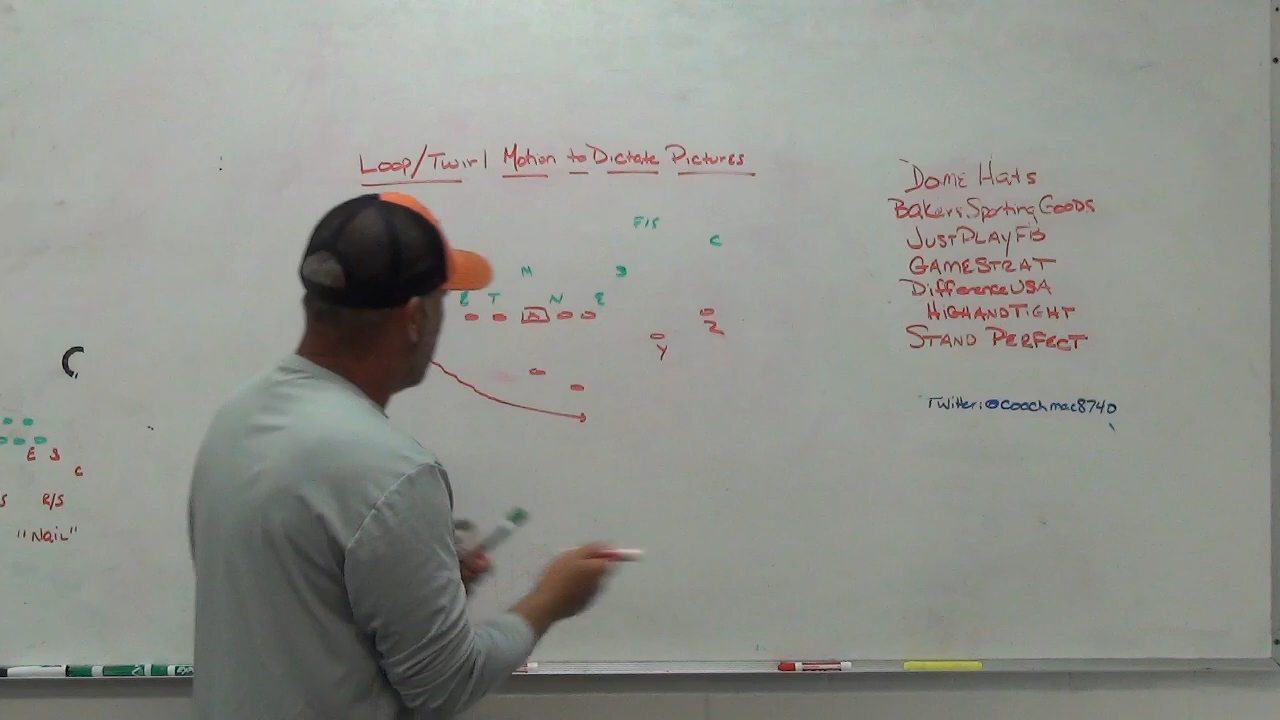 Loop/Twirl Motion to Dictate Pictures
F/S
C
M
S
E T N E
Z
Y
Dome Hats
Bakers Sporting Goods
JustPlayFB
GAMESTRAT
DifferenceUSA
HIGHANDTIGHT
STAND PERFECT
Twitter: @coachmac8740
E S
C
S R/S
"Nail"